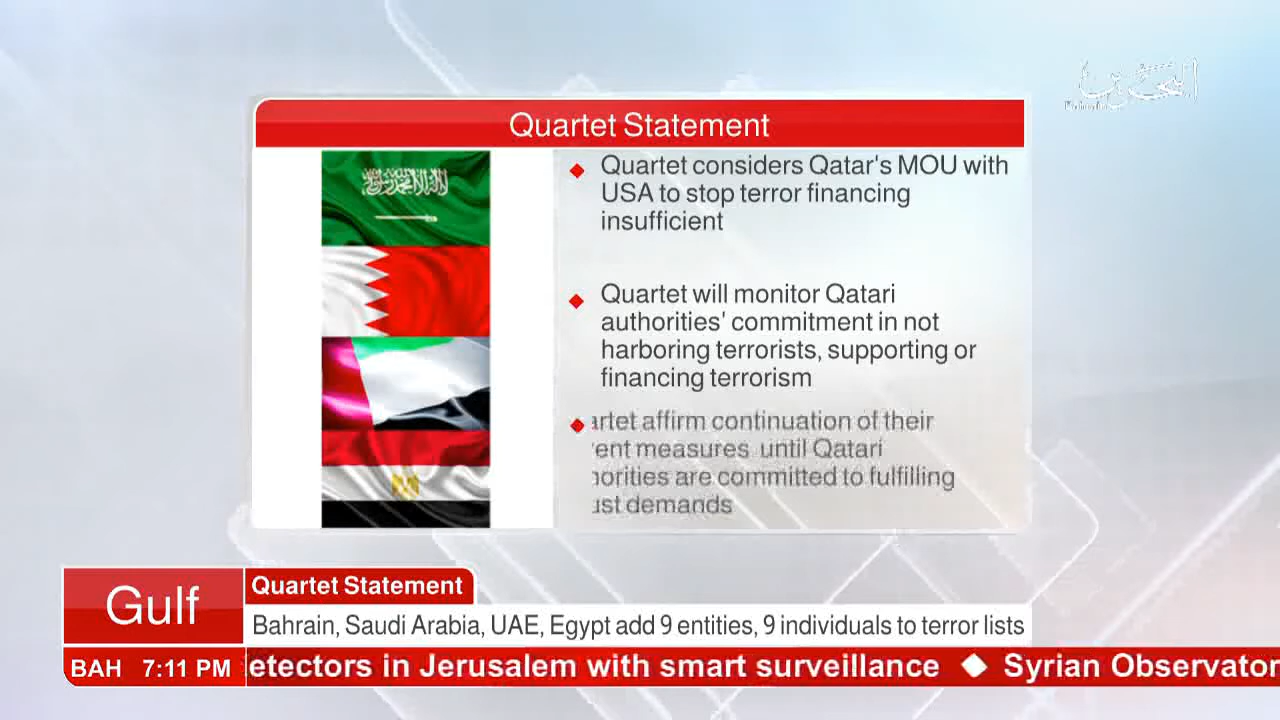 البحرين
Bahrain
Quartet Statement
Quartet considers Qatar's MOU with
USA to stop terror financing
insufficient
Quartet will monitor Qatari
authorities' commitment in not
harboring terrorists, supporting or
financing terrorism
artet affirm continuation of their
ent measures until Qatari
orities are committed to fulfilling
ust demands
Gulf
Quartet Statement
Bahrain, Saudi Arabia, UAE, Egypt add 9 entities, 9 individuals to terror lists
BAH 7:11 PM
etectors in Jerusalem with smart surveillance ◆ Syrian Observator